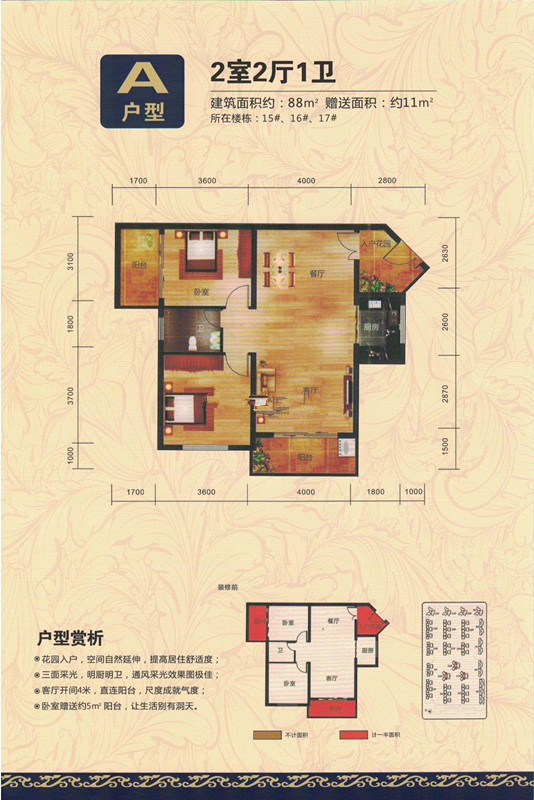 A
户型
2室2厅1卫
建筑面积约：88m² 赠送面积：约11m²
所在楼栋：15#、16#、17#
1700 3600 4000 2800
3100
1800
3700
1000
2630
2600
2870
1500
阳台
卧室
餐厅
入户花园
卫
厨房
客厅
阳台
1700 3600 4000 1800 1000
装修前
卧室
餐厅
卫
厨房
卧室
客厅
户型赏析
花园入户，空间自然延伸，提高居住舒适度；
三面采光，明厨明卫，通风采光效果图极佳；
客厅开间4米，直连阳台，尺度成就气度；
卧室赠送约5m² 阳台，让生活别有洞天。
不计面积
计一半面积